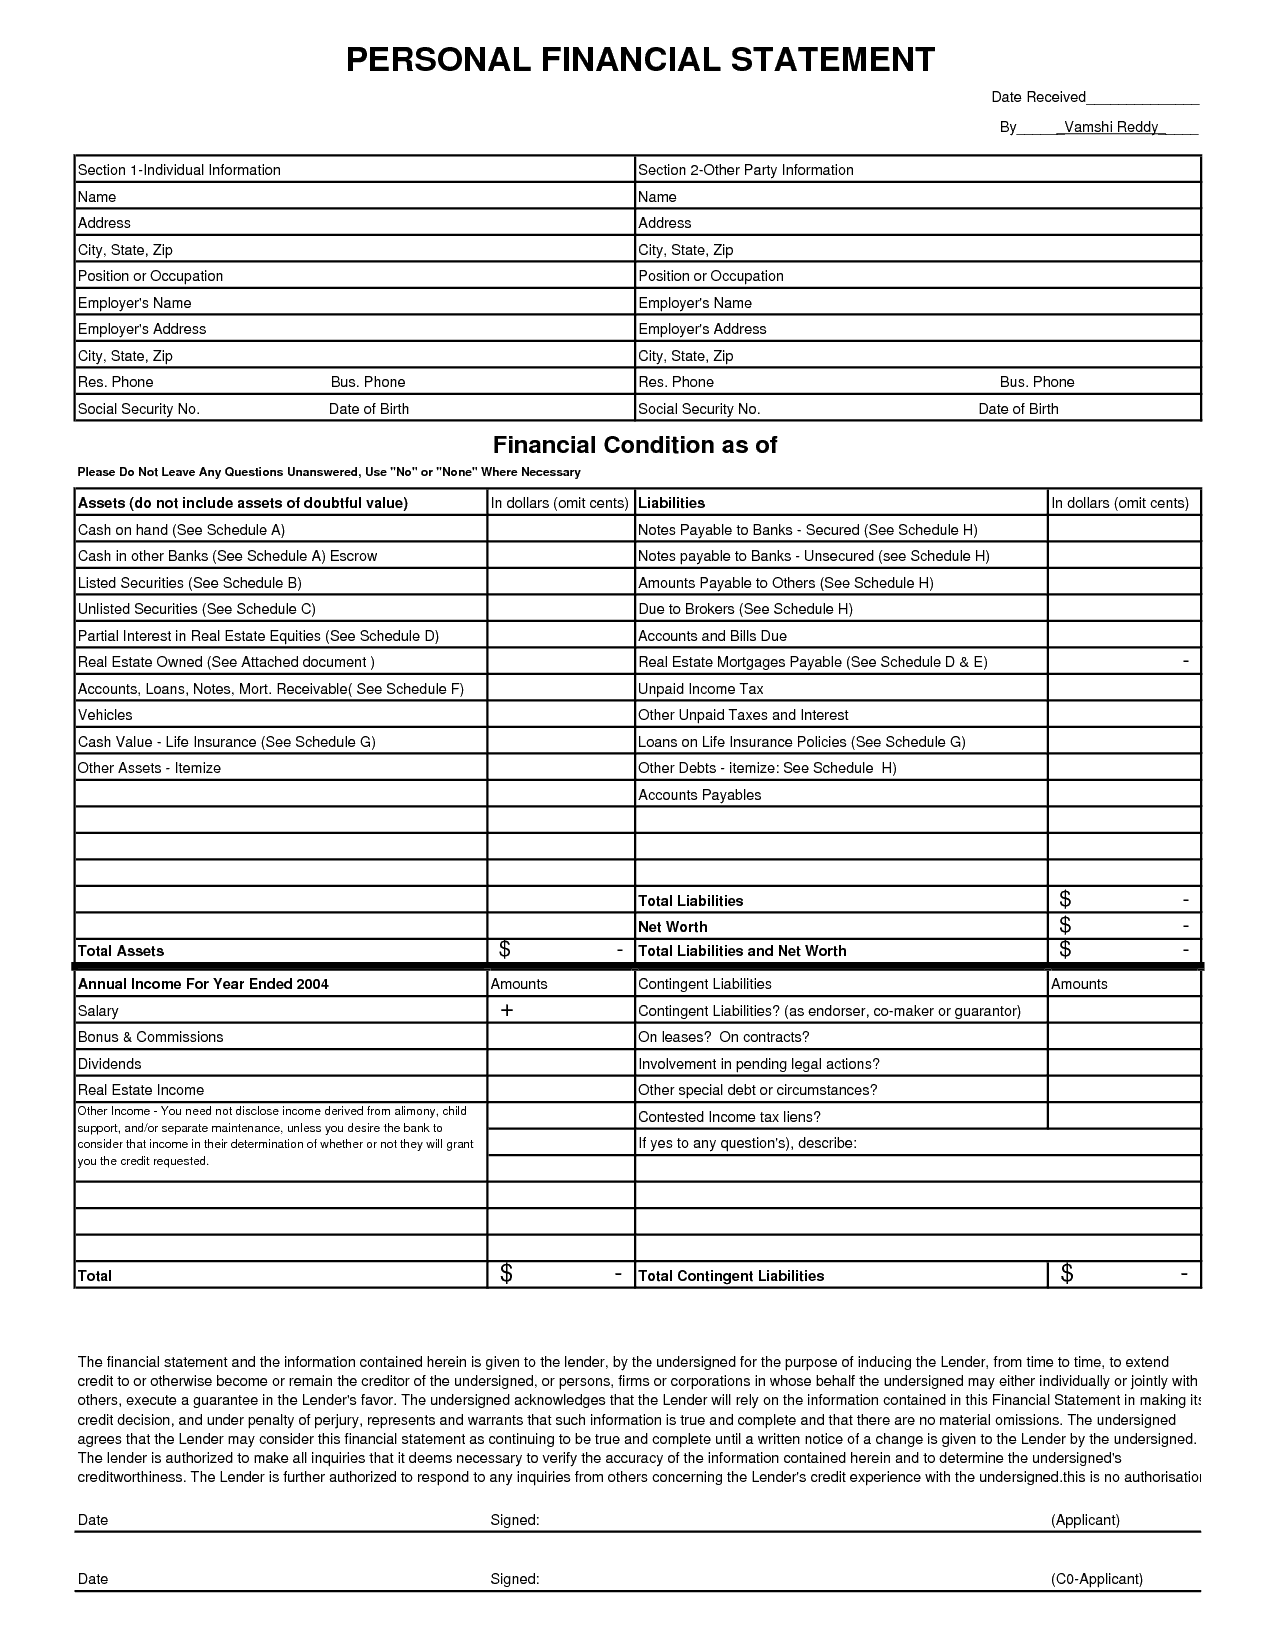 PERSONAL FINANCIAL STATEMENT
Date Received______________
By_____ _Vamshi Reddy_____
Section 1-Individual Information Section 2-Other Party Information
Name Name
Address Address
City, State, Zip City, State, Zip
Position or Occupation Position or Occupation
Employer's Name Employer's Name
Employer's Address Employer's Address
City, State, Zip City, State, Zip
Res. Phone Bus. Phone Res. Phone Bus. Phone
Social Security No. Date of Birth Social Security No. Date of Birth
Financial Condition as of
Please Do Not Leave Any Questions Unanswered, Use "No" or "None" Where Necessary
Assets (do not include assets of doubtful value) In dollars (omit cents) Liabilities In dollars (omit cents)
Cash on hand (See Schedule A) Notes Payable to Banks - Secured (See Schedule H)
Cash in other Banks (See Schedule A) Escrow Notes payable to Banks - Unsecured (see Schedule H)
Listed Securities (See Schedule B) Amounts Payable to Others (See Schedule H)
Unlisted Securities (See Schedule C) Due to Brokers (See Schedule H)
Partial Interest in Real Estate Equities (See Schedule D) Accounts and Bills Due
Real Estate Owned (See Attached document ) Real Estate Mortgages Payable (See Schedule D & E) -
Accounts, Loans, Notes, Mort. Receivable( See Schedule F) Unpaid Income Tax
Vehicles Other Unpaid Taxes and Interest
Cash Value - Life Insurance (See Schedule G) Loans on Life Insurance Policies (See Schedule G)
Other Assets - Itemize Other Debts - itemize: See Schedule  H)
Accounts Payables
Total Liabilities $ -
Net Worth $ -
Total Assets $ - Total Liabilities and Net Worth $ -
Annual Income For Year Ended 2004 Amounts Contingent Liabilities Amounts
Salary + Contingent Liabilities? (as endorser, co-maker or guarantor)
Bonus & Commissions On leases?  On contracts?
Dividends Involvement in pending legal actions?
Real Estate Income Other special debt or circumstances?
Other Income - You need not disclose income derived from alimony, child
support, and/or separate maintenance, unless you desire the bank to
consider that income in their determination of whether or not they will grant
you the credit requested.
Contested Income tax liens?
If yes to any question's), describe:
Total $ - Total Contingent Liabilities $ -
The financial statement and the information contained herein is given to the lender, by the undersigned for the purpose of inducing the Lender, from time to time, to extend
credit to or otherwise become or remain the creditor of the undersigned, or persons, firms or corporations in whose behalf the undersigned may either individually or jointly with
others, execute a guarantee in the Lender's favor. The undersigned acknowledges that the Lender will rely on the information contained in this Financial Statement in making its
credit decision, and under penalty of perjury, represents and warrants that such information is true and complete and that there are no material omissions. The undersigned
agrees that the Lender may consider this financial statement as continuing to be true and complete until a written notice of a change is given to the Lender by the undersigned.
The lender is authorized to make all inquiries that it deems necessary to verify the accuracy of the information contained herein and to determine the undersigned's
creditworthiness. The Lender is further authorized to respond to any inquiries from others concerning the Lender's credit experience with the undersigned.this is no authorisation
Date Signed: (Applicant)
Date Signed: (C0-Applicant)